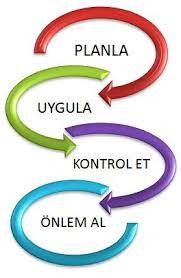 PLANLA
UYGULA
KONTROL ET
ÖNLEM AL